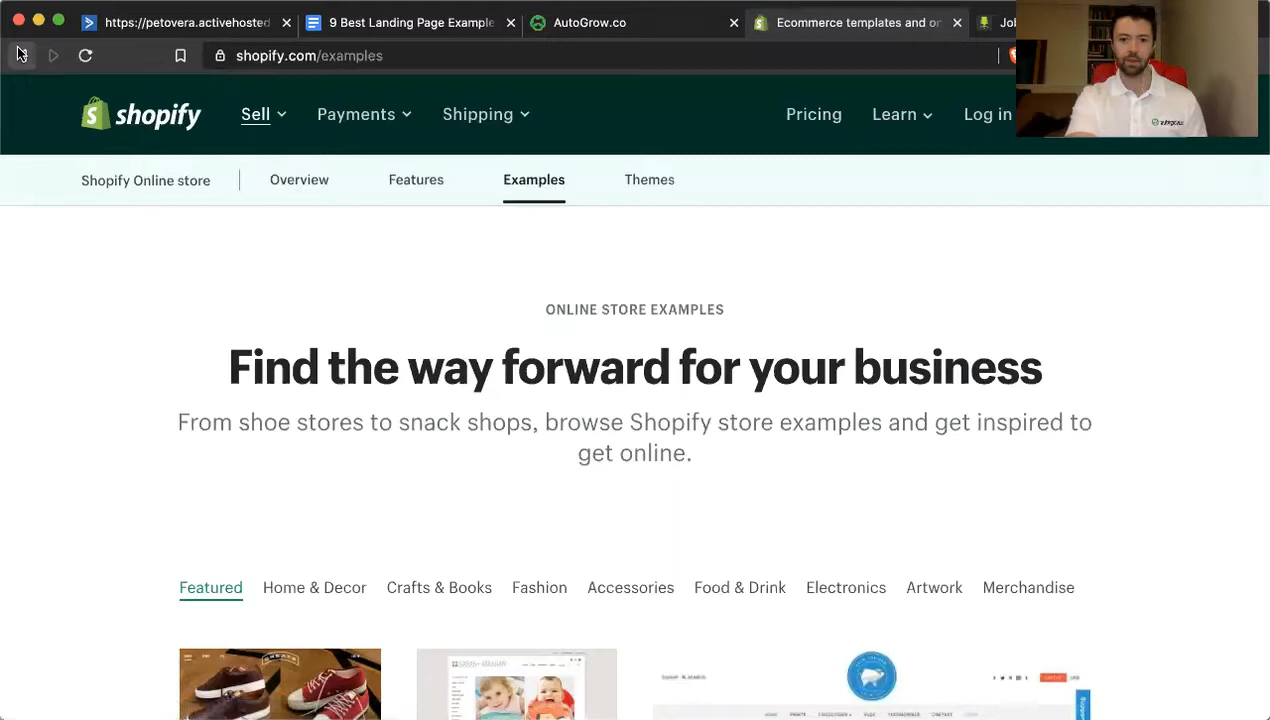 https://petovera.activehosted
9 Best Landing Page Example
AutoGrow.co
Ecommerce templates and on
Job
shopify.com/examples
shopify
Sell
Payments
Shipping
Pricing
Learn
Log in
Shopify Online store
Overview
Features
Examples
Themes
ONLINE STORE EXAMPLES
Find the way forward for your business
From shoe stores to snack shops, browse Shopify store examples and get inspired to
get online.
Featured
Home & Decor
Crafts & Books
Fashion
Accessories
Food & Drink
Electronics
Artwork
Merchandise